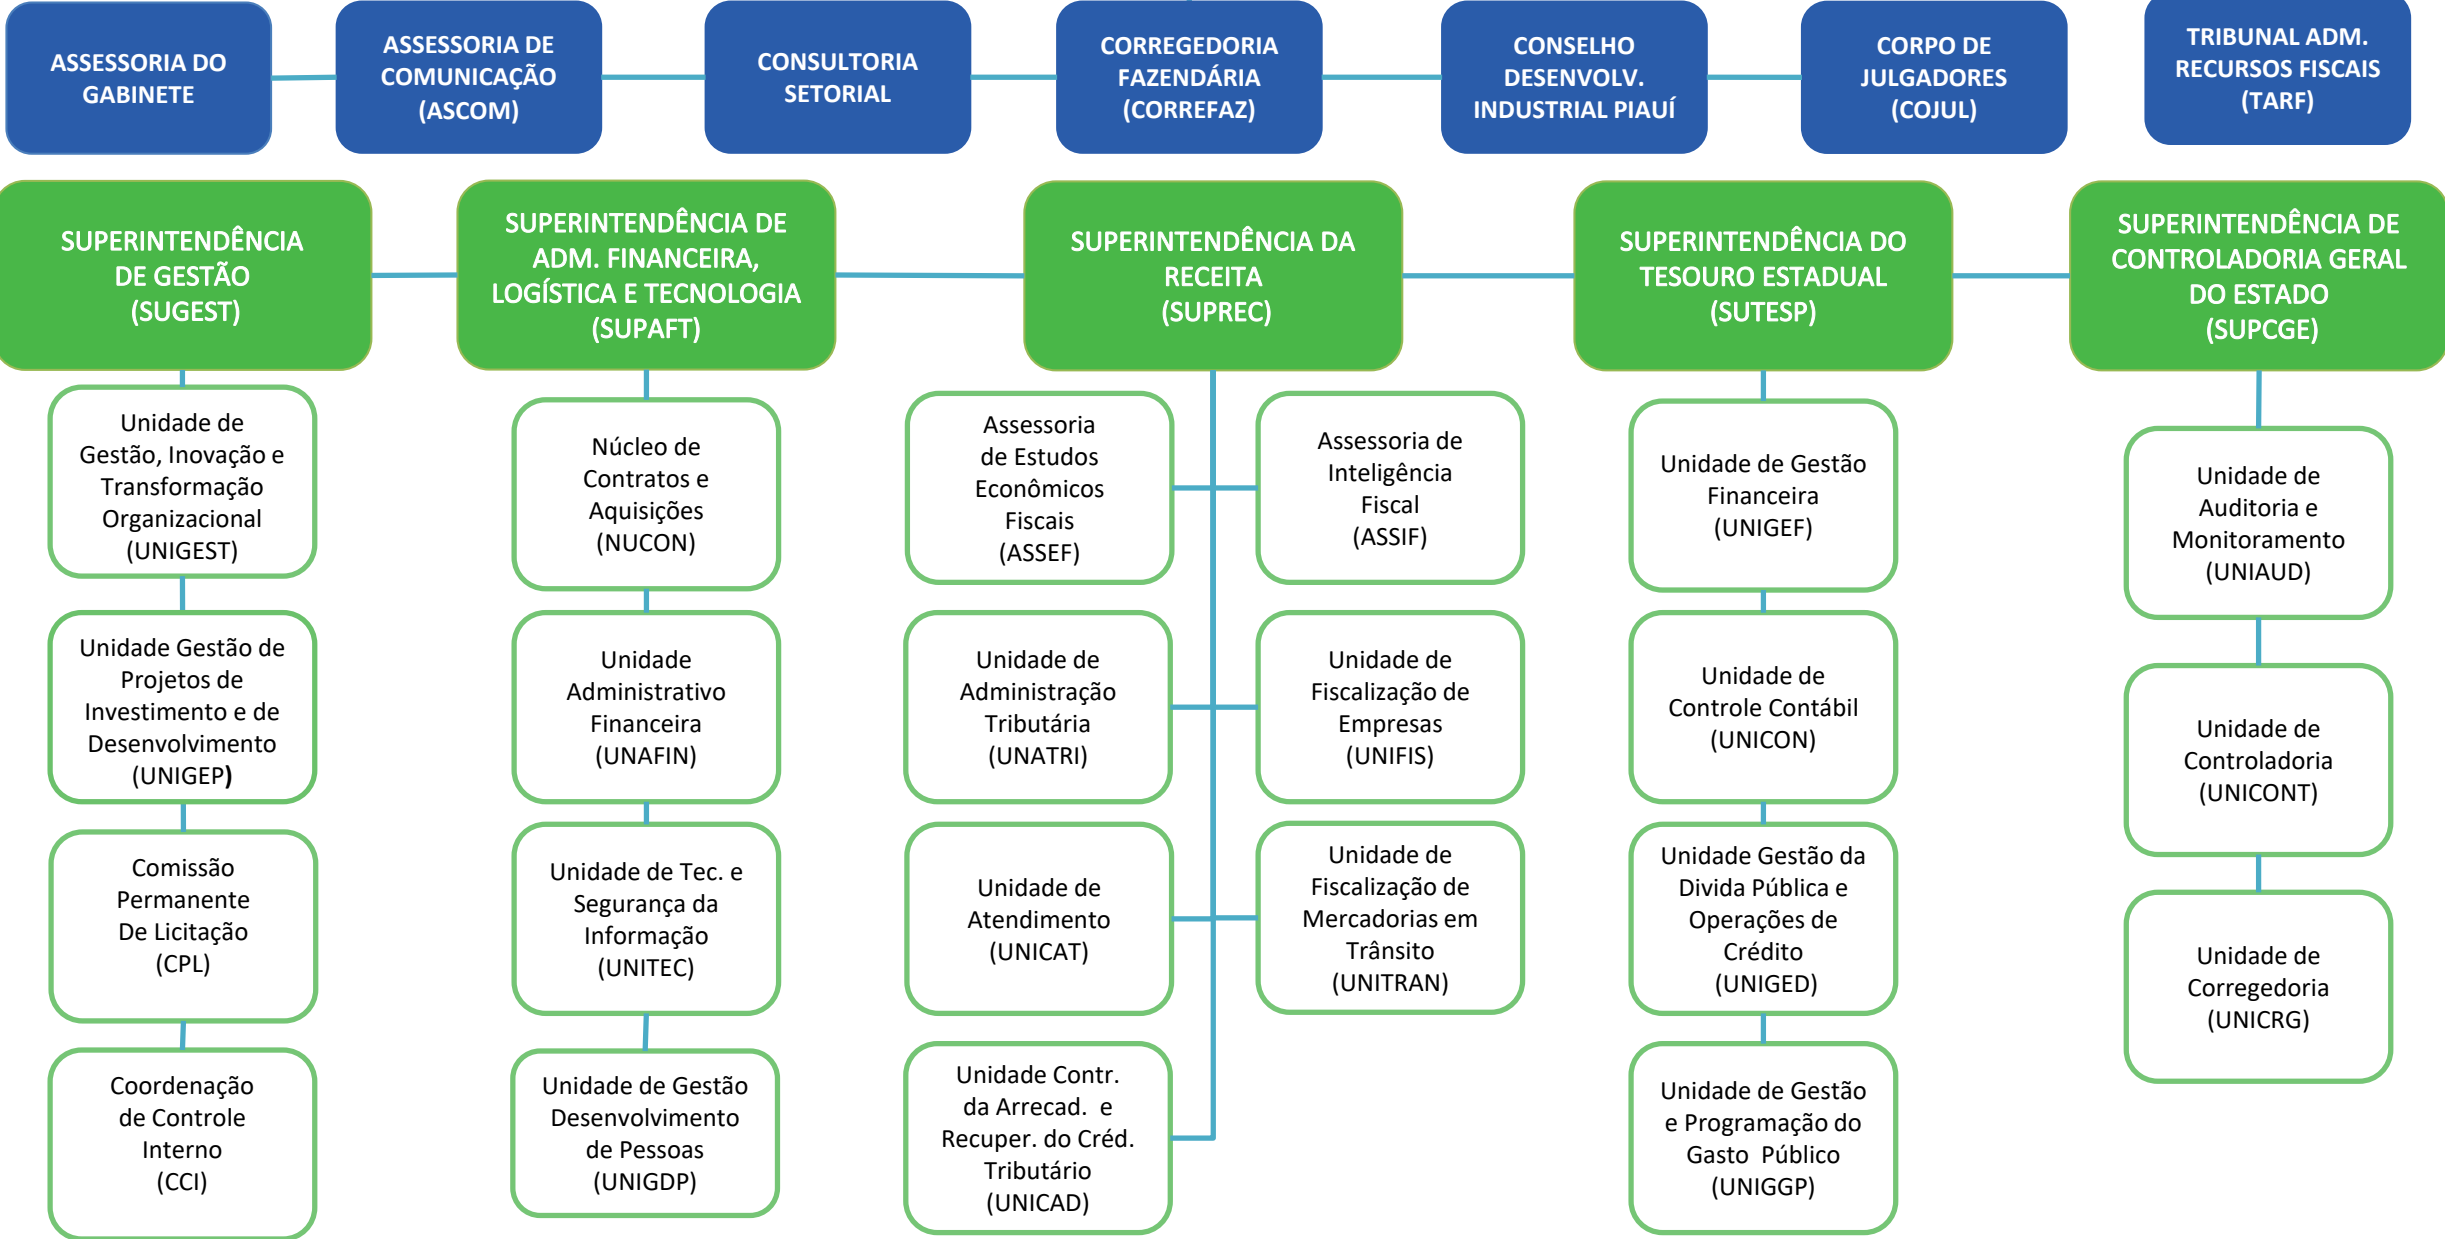 ASSESSORIA DO
GABINETE
ASSESSORIA DE
COMUNICAÇÃO
(ASCOM)
CONSULTORIA
SETORIAL
CORREGEDORIA
FAZENDÁRIA
(CORREFAZ)
CONSELHO
DESENVOLV.
INDUSTRIAL PIAUÍ
CORPO DE
JULGADORES
(COJUL)
TRIBUNAL ADM.
RECURSOS FISCAIS
(TARF)
SUPERINTENDÊNCIA
DE GESTÃO
(SUGEST)
SUPERINTENDÊNCIA DE
ADM. FINANCEIRA,
LOGÍSTICA E TECNOLOGIA
(SUPAFT)
SUPERINTENDÊNCIA DA
RECEITA
(SUPREC)
SUPERINTENDÊNCIA DO
TESOURO ESTADUAL
(SUTESP)
SUPERINTENDÊNCIA DE
CONTROLADORIA GERAL
DO ESTADO
(SUPCGE)
Unidade de
Gestão, Inovação e
Transformação
Organizacional
(UNIGEST)
Unidade Gestão de
Projetos de
Investimento e de
Desenvolvimento
(UNIGEP)
Comissão
Permanente
De Licitação
(CPL)
Coordenação
de Controle
Interno
(CCI)
Núcleo de
Contratos e
Aquisições
(NUCON)
Unidade
Administrativo
Financeira
(UNAFIN)
Unidade de Tec. e
Segurança da
Informação
(UNITEC)
Unidade de Gestão
Desenvolvimento
de Pessoas
(UNIGDP)
Assessoria
de Estudos
Econômicos
Fiscais
(ASSEF)
Assessoria de
Inteligência
Fiscal
(ASSIF)
Unidade de
Administração
Tributária
(UNATRI)
Unidade de
Fiscalização de
Empresas
(UNIFIS)
Unidade de
Atendimento
(UNICAT)
Unidade de
Fiscalização de
Mercadorias em
Trânsito
(UNITRAN)
Unidade Contr.
da Arrecad. e
Recuper. do Créd.
Tributário
(UNICAD)
Unidade de Gestão
Financeira
(UNIGEF)
Unidade de
Controle Contábil
(UNICON)
Unidade Gestão da
Divida Pública e
Operações de
Crédito
(UNIGED)
Unidade de Gestão
e Programação do
Gasto Público
(UNIGGP)
Unidade de
Auditoria e
Monitoramento
(UNIAUD)
Unidade de
Controladoria
(UNICONT)
Unidade de
Corregedoria
(UNICRG)